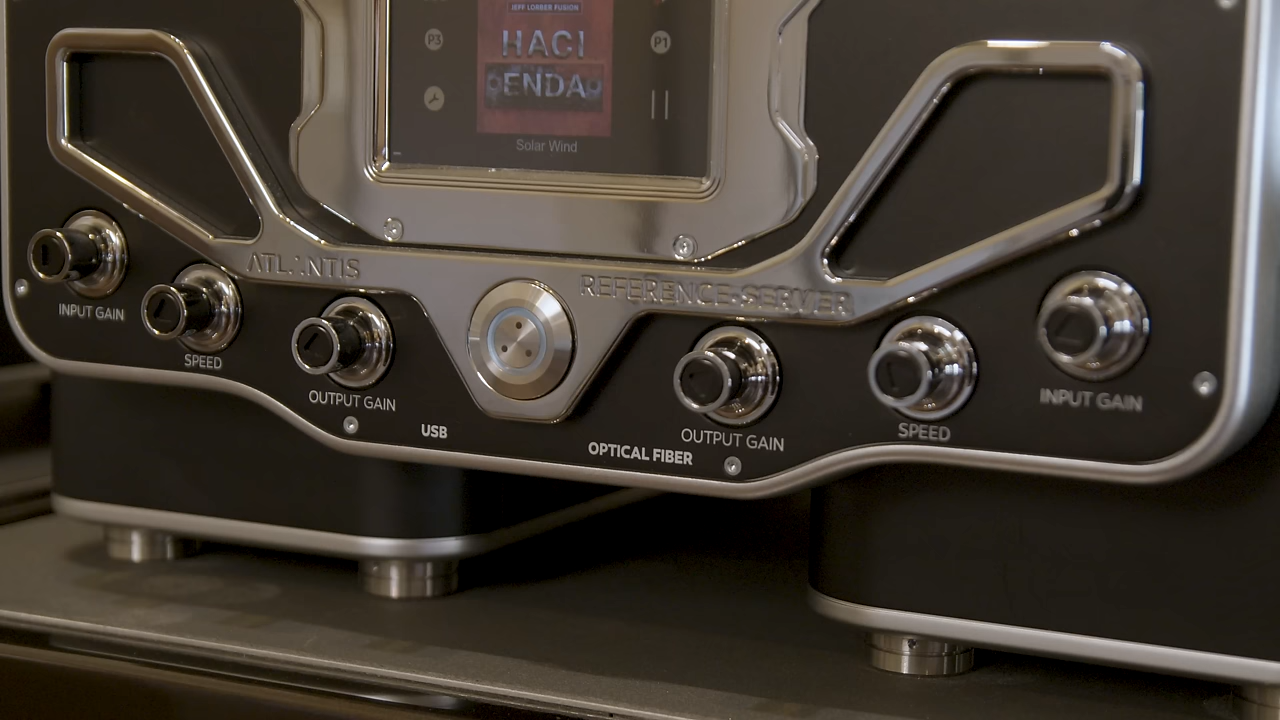 JEFF LORBER FUSION
HACI
ENDA
P3
P1
Solar Wind
ATLANTIS
REFERENCE-SERVER
INPUT GAIN
SPEED
OUTPUT GAIN
USB
OPTICAL FIBER
OUTPUT GAIN
SPEED
INPUT GAIN